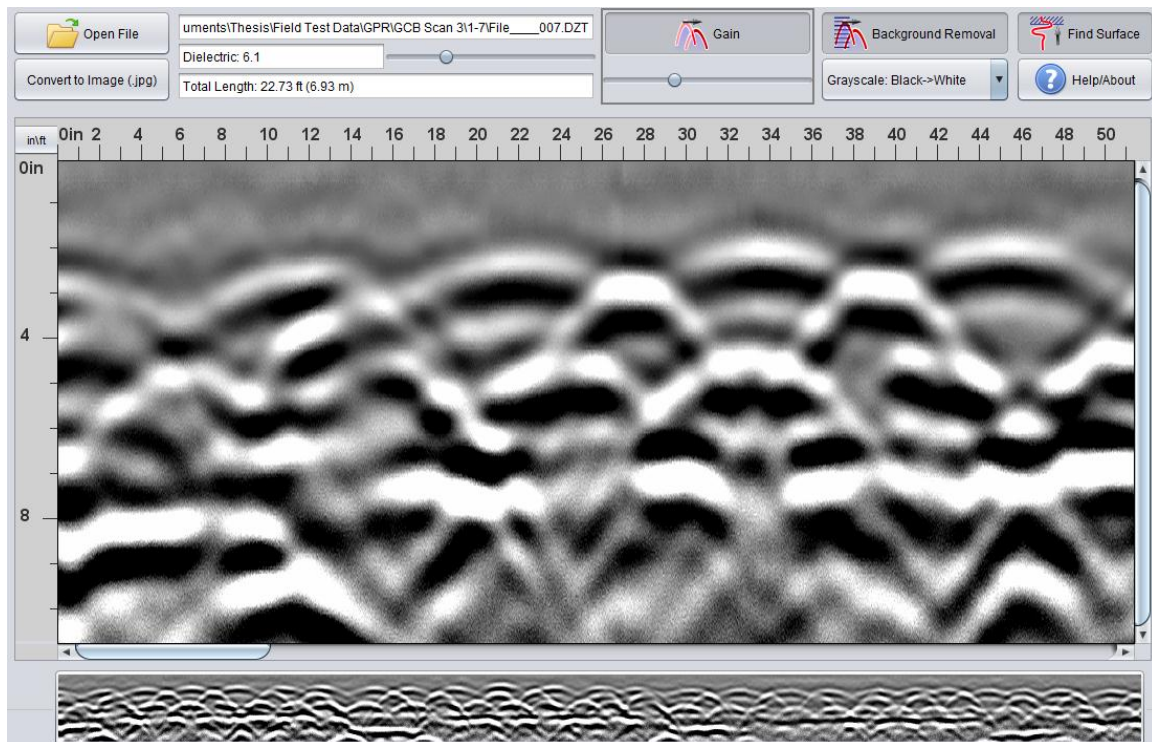 Open File
uments\Thesis\Field Test Data\GPR\GCB Scan 3\1-7\File____007.DZT
Gain
Background Removal
Find Surface
Dielectric: 6.1
Convert to Image (.jpg)
Total Length: 22.73 ft (6.93 m)
Grayscale: Black->White
Help/About
in\ft
0in 2 4 6 8 10 12 14 16 18 20 22 24 26 28 30 32 34 36 38 40 42 44 46 48 50
0in
4
8